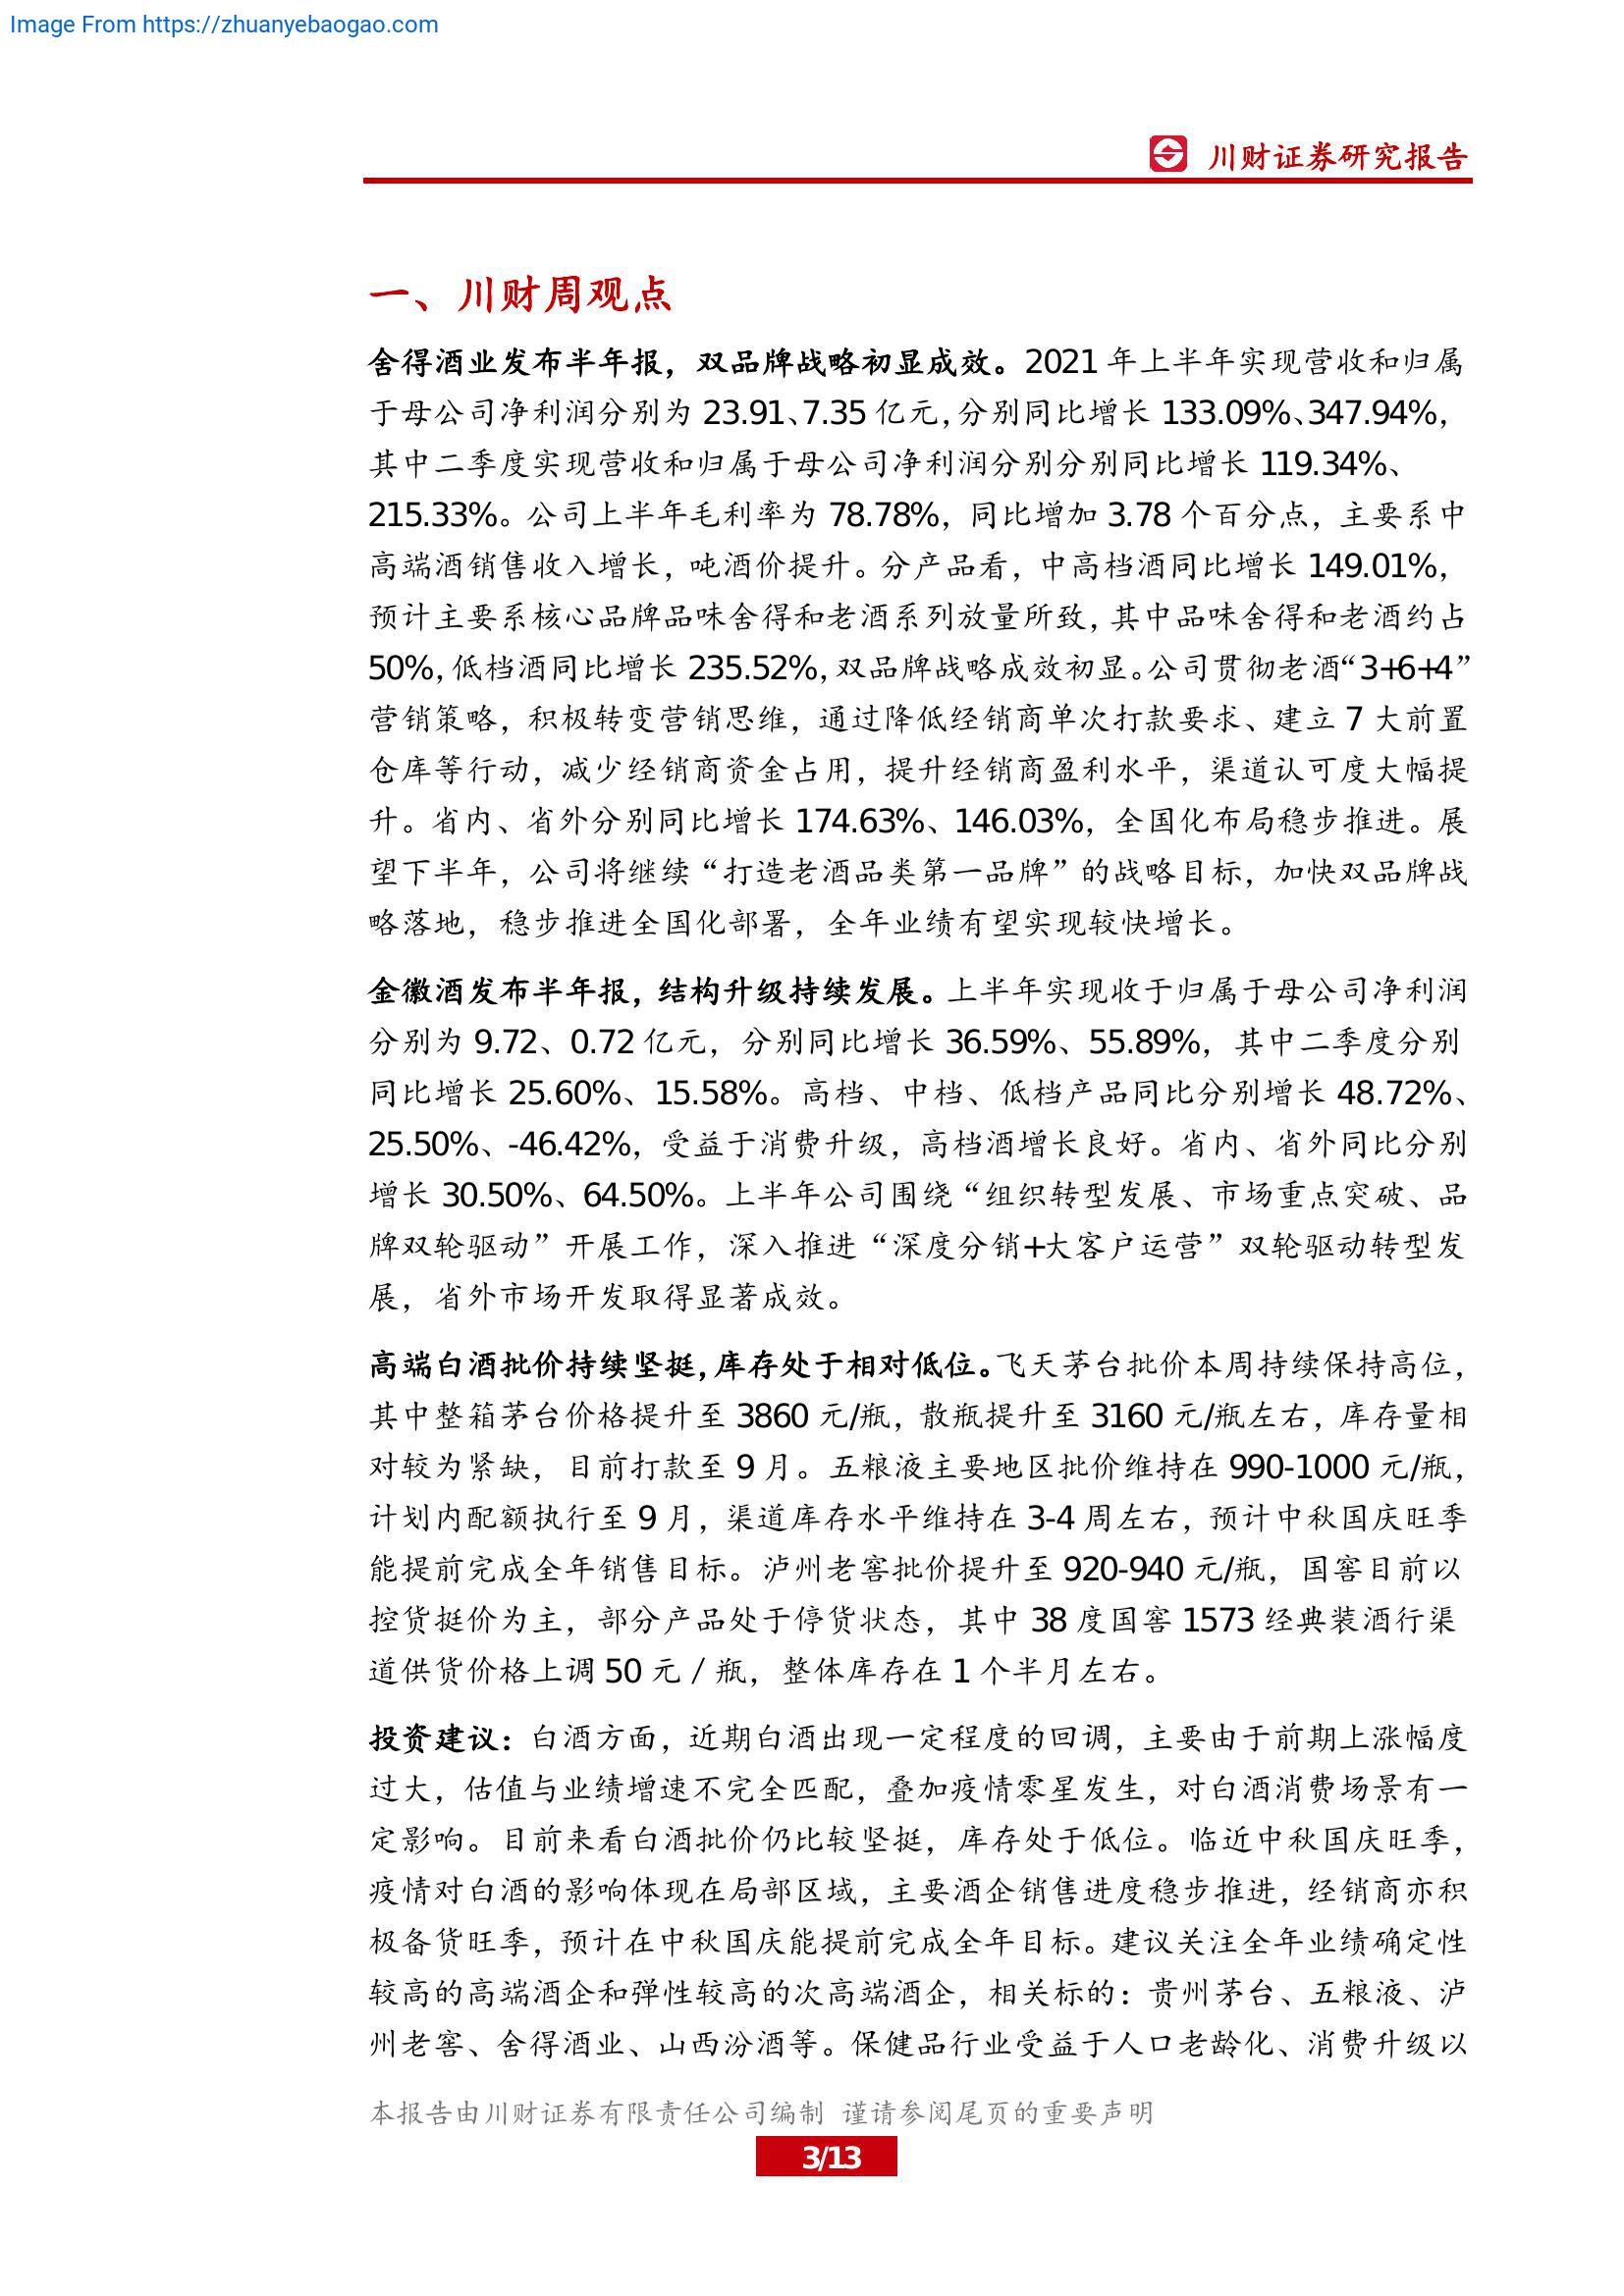 Image From https://zhuanyebaogao.com
川财证券研究报告
一、川财周观点
舍得酒业发布半年报，双品牌战略初显成效。2021 年上半年实现营收和归属
于母公司净利润分别为 23.91、7.35 亿元，分别同比增长 133.09%、347.94%，
其中二季度实现营收和归属于母公司净利润分别分别同比增长 119.34%、
215.33%。公司上半年毛利率为 78.78%，同比增加 3.78 个百分点，主要系中
高端酒销售收入增长，吨酒价提升。分产品看，中高档酒同比增长 149.01%，
预计主要系核心品牌品味舍得和老酒系列放量所致，其中品味舍得和老酒约占
50%，低档酒同比增长 235.52%，双品牌战略成效初显。公司贯彻老酒“3+6+4”
营销策略，积极转变营销思维，通过降低经销商单次打款要求、建立 7 大前置
仓库等行动，减少经销商资金占用，提升经销商盈利水平，渠道认可度大幅提
升。省内、省外分别同比增长 174.63%、146.03%，全国化布局稳步推进。展
望下半年，公司将继续“打造老酒品类第一品牌”的战略目标，加快双品牌战
略落地，稳步推进全国化部署，全年业绩有望实现较快增长。
金徽酒发布半年报，结构升级持续发展。上半年实现收于归属于母公司净利润
分别为 9.72、0.72 亿元，分别同比增长 36.59%、55.89%，其中二季度分别
同比增长 25.60%、15.58%。高档、中档、低档产品同比分别增长 48.72%、
25.50%、-46.42%，受益于消费升级，高档酒增长良好。省内、省外同比分别
增长 30.50%、64.50%。上半年公司围绕“组织转型发展、市场重点突破、品
牌双轮驱动”开展工作，深入推进“深度分销+大客户运营”双轮驱动转型发
展，省外市场开发取得显著成效。
高端白酒批价持续坚挺，库存处于相对低位。飞天茅台批价本周持续保持高位，
其中整箱茅台价格提升至 3860 元/瓶，散瓶提升至 3160 元/瓶左右，库存量相
对较为紧缺，目前打款至 9 月。五粮液主要地区批价维持在 990-1000 元/瓶，
计划内配额执行至 9 月，渠道库存水平维持在 3-4 周左右，预计中秋国庆旺季
能提前完成全年销售目标。泸州老窖批价提升至 920-940 元/瓶，国窖目前以
控货挺价为主，部分产品处于停货状态，其中 38 度国窖 1573 经典装酒行渠
道供货价格上调 50 元／瓶，整体库存在 1 个半月左右。
投资建议：白酒方面，近期白酒出现一定程度的回调，主要由于前期上涨幅度
过大，估值与业绩增速不完全匹配，叠加疫情零星发生，对白酒消费场景有一
定影响。目前来看白酒批价仍比较坚挺，库存处于低位。临近中秋国庆旺季，
疫情对白酒的影响体现在局部区域，主要酒企销售进度稳步推进，经销商亦积
极备货旺季，预计在中秋国庆能提前完成全年目标。建议关注全年业绩确定性
较高的高端酒企和弹性较高的次高端酒企，相关标的：贵州茅台、五粮液、泸
州老窖、舍得酒业、山西汾酒等。保健品行业受益于人口老龄化、消费升级以
本报告由川财证券有限责任公司编制 谨请参阅尾页的重要声明
3/13